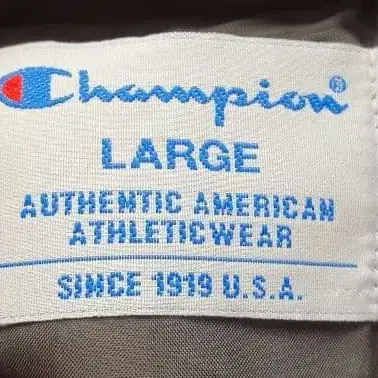 Champion®
LARGE
AUTHENTIC AMERICAN
ATHLETICWEAR
SINCE 1919 U.S.A.